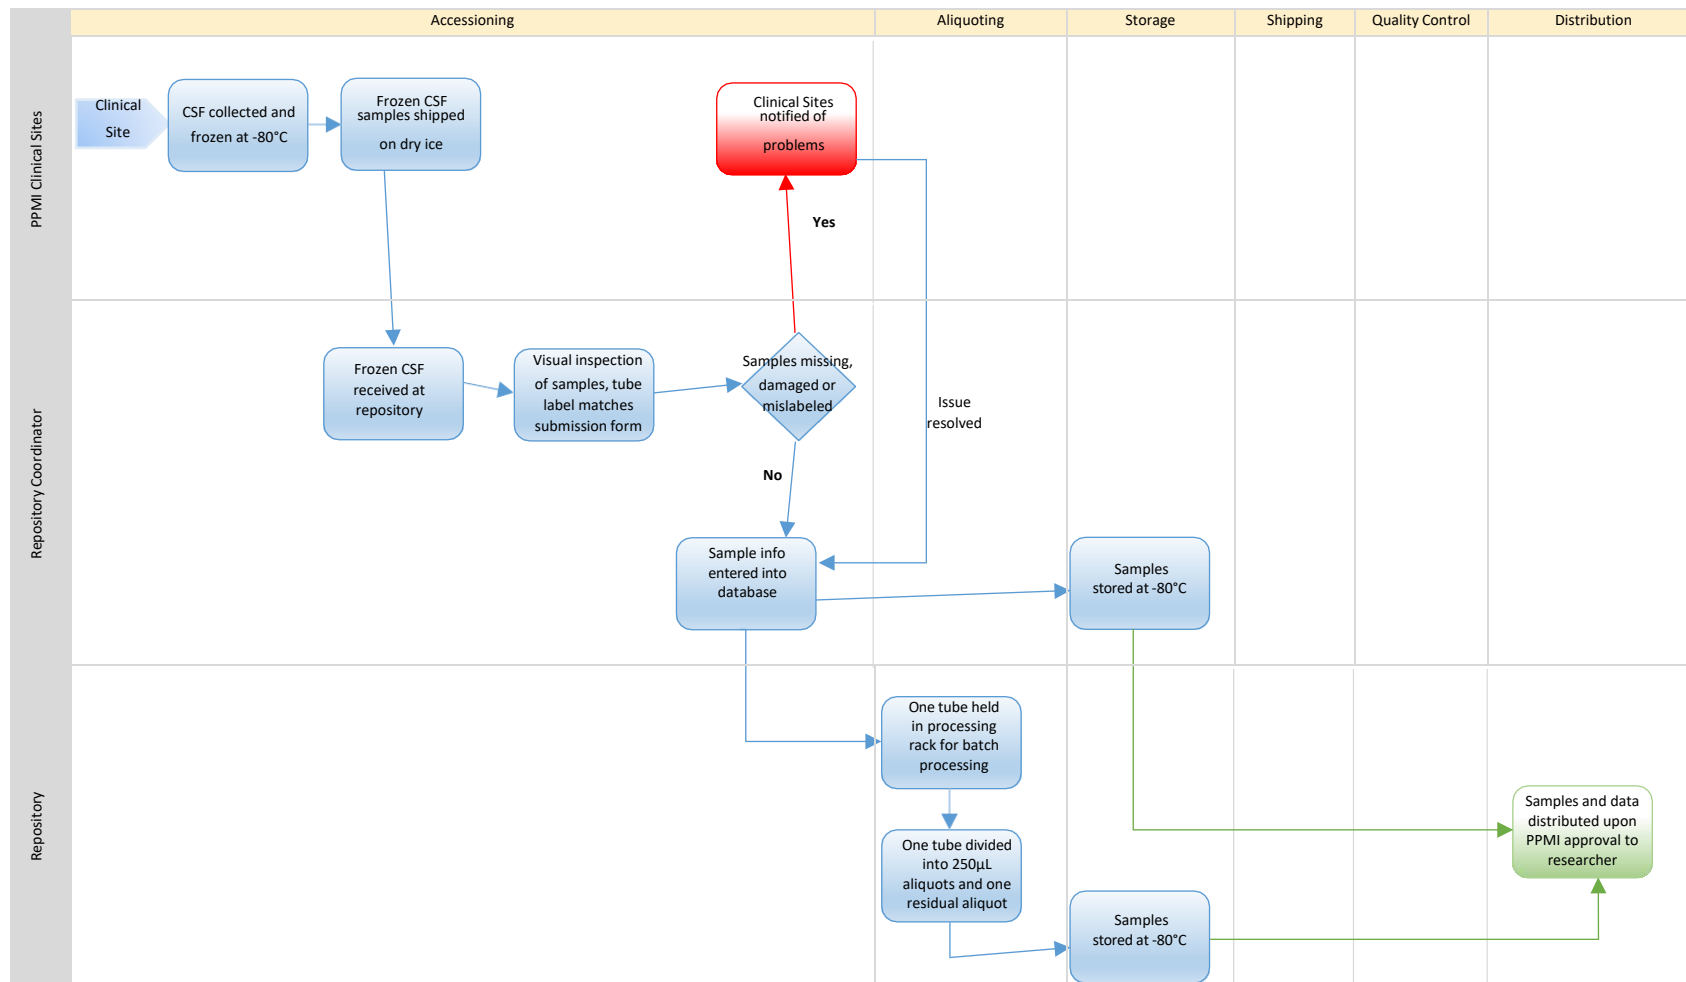 Accessioning
Aliquoting
Storage
Shipping
Quality Control
Distribution
PPMI Clinical Sites
Clinical
Site
CSF collected and
frozen at -80°C
Frozen CSF
samples shipped
on dry ice
Clinical Sites
notified of
problems
Yes
Repository Coordinator
Frozen CSF
received at
repository
Visual inspection
of samples, tube
label matches
submission form
Samples missing,
damaged or
mislabeled
Issue
resolved
No
Sample info
entered into
database
Samples
stored at -80°C
Repository
One tube held
in processing
rack for batch
processing
One tube divided
into 250µL
aliquots and one
residual aliquot
Samples
stored at -80°C
Samples and data
distributed upon
PPMI approval to
researcher